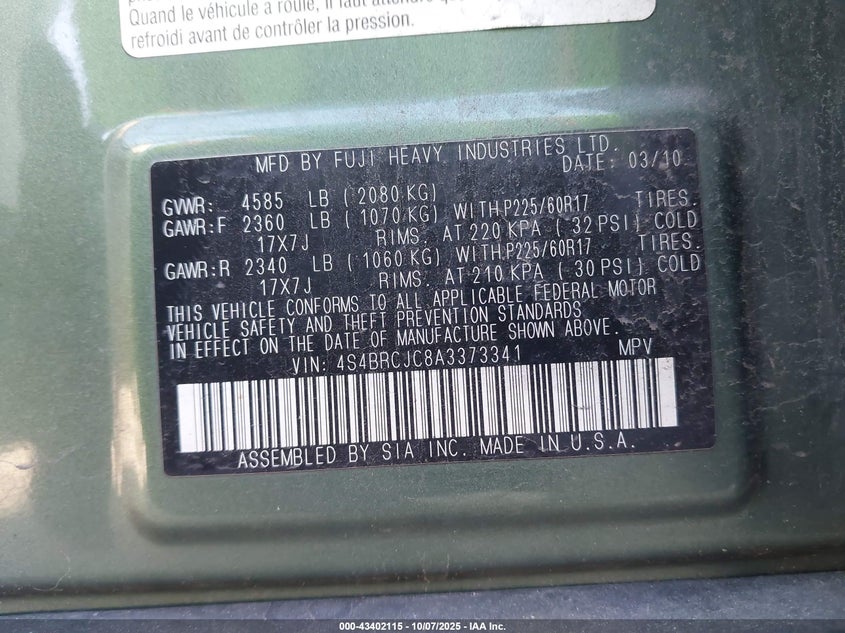 Quand le véhicule a roulé, il faut attendre
refroidi avant de contrôler la pression.
MFD BY FUJI HEAVY INDUSTRIES LTD.
DATE: 03/10
GVWR: 4585 LB ( 2080 KG)
GAWR:F 2360 LB ( 1070 KG) WITH P225/60R17 TIRES.
17X7J RIMS. AT 220 KPA ( 32 PSI) COLD
GAWR:R 2340 LB ( 1060 KG) WITH P225/60R17 TIRES.
17X7J RIMS. AT 210 KPA ( 30 PSI) COLD
THIS VEHICLE CONFORMS TO ALL APPLICABLE FEDERAL MOTOR
VEHICLE SAFETY AND THEFT PREVENTION STANDARDS
IN EFFECT ON THE DATE OF MANUFACTURE SHOWN ABOVE.
VIN: 4S4BRCJC8A3373341 MPV
ASSEMBLED BY SIA INC. MADE IN U.S.A.
000-43402115 - 10/07/2025 - IAA Inc.